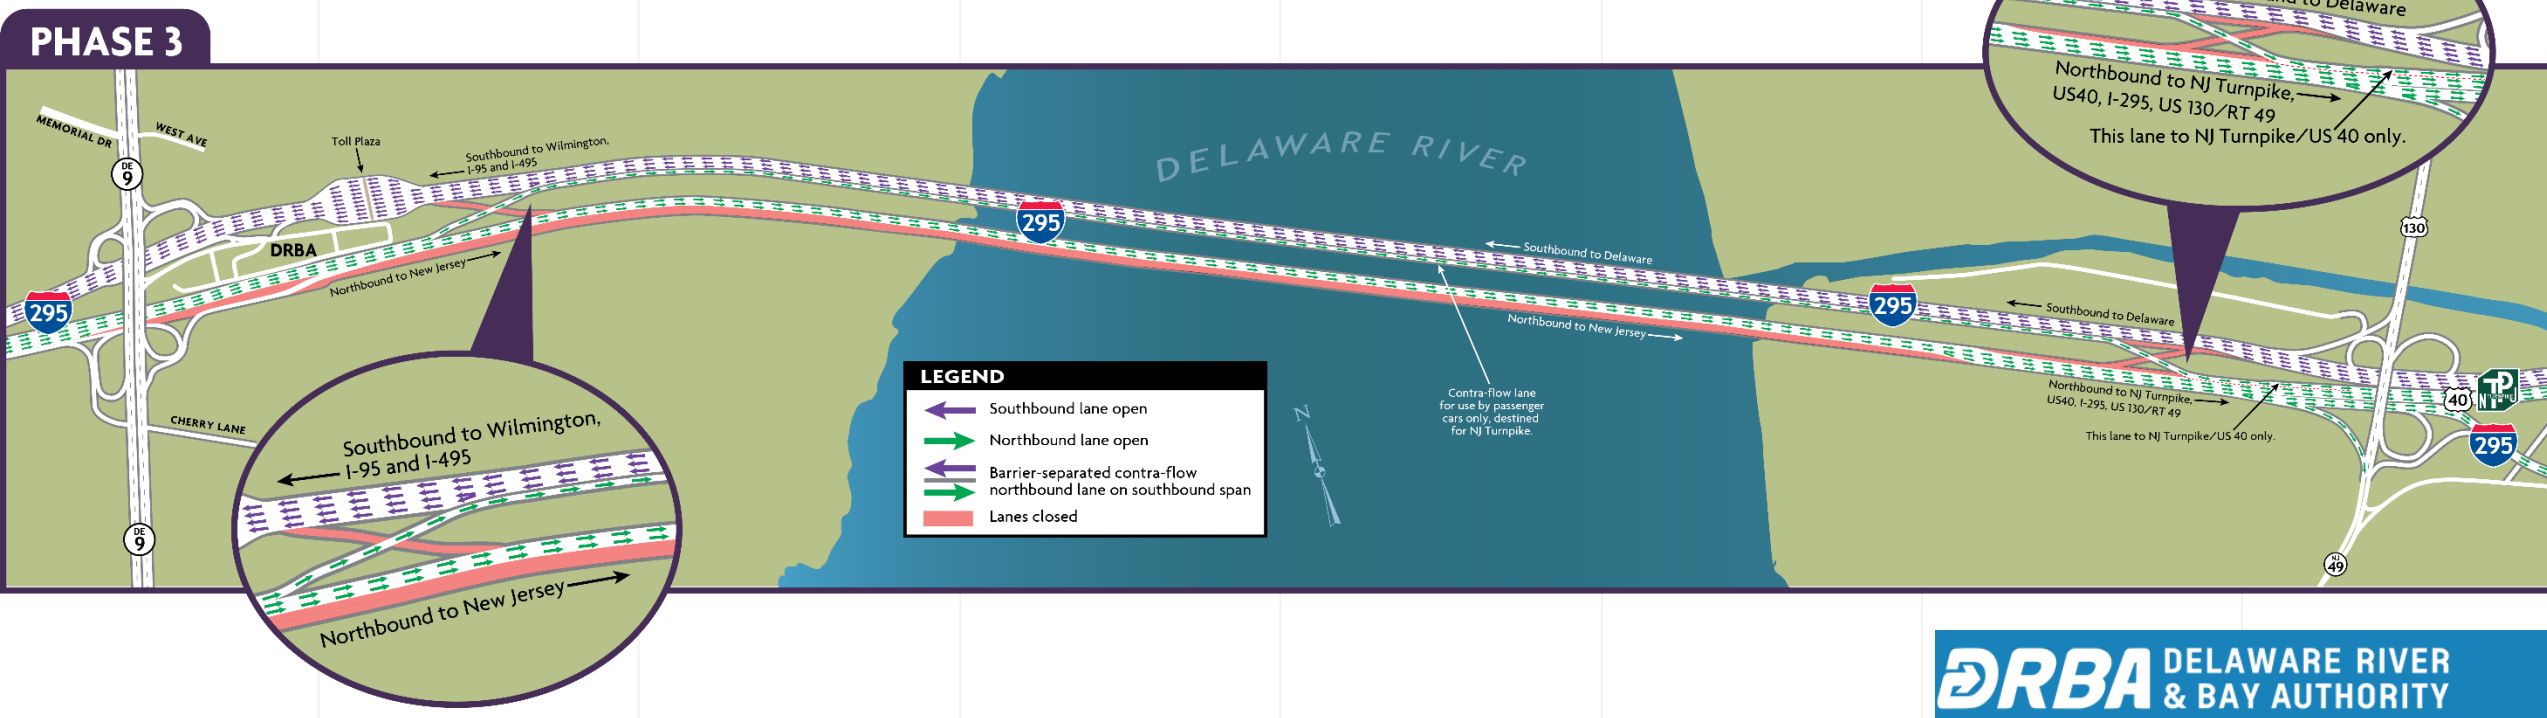 PHASE 3
MEMORIAL DR
WEST AVE
DE
9
Toll Plaza
Southbound to Wilmington,
I-95 and I-495
DRBA
Northbound to New Jersey
295
CHERRY LANE
DE
9
Southbound to Wilmington,
I-95 and I-495
Northbound to New Jersey
295
DELAWARE RIVER
LEGEND
Southbound lane open
Northbound lane open
Barrier-separated contra-flow
northbound lane on southbound span
Lanes closed
N
Southbound to Delaware
Northbound to New Jersey
Contra-flow lane
for use by passenger
cars only, destined
for NJ Turnpike.
295
to Delaware
Northbound to NJ Turnpike,
US40, I-295, US 130/RT 49
This lane to NJ Turnpike/US 40 only.
130
Southbound to Delaware
Northbound to NJ Turnpike,
US40, I-295, US 130/RT 49
This lane to NJ Turnpike/US 40 only.
40
295
NJ
49
DRBA
DELAWARE RIVER
& BAY AUTHORITY